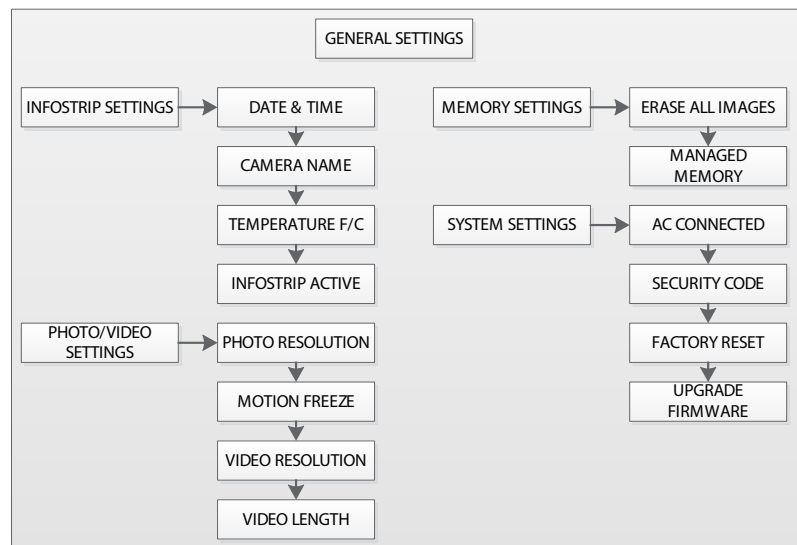 GENERAL SETTINGS
INFOSTRIP SETTINGS
DATE & TIME
CAMERA NAME
TEMPERATURE F/C
INFOSTRIP ACTIVE
PHOTO/VIDEO
SETTINGS
PHOTO RESOLUTION
MOTION FREEZE
VIDEO RESOLUTION
VIDEO LENGTH
MEMORY SETTINGS
ERASE ALL IMAGES
MANAGED
MEMORY
SYSTEM SETTINGS
AC CONNECTED
SECURITY CODE
FACTORY RESET
UPGRADE
FIRMWARE